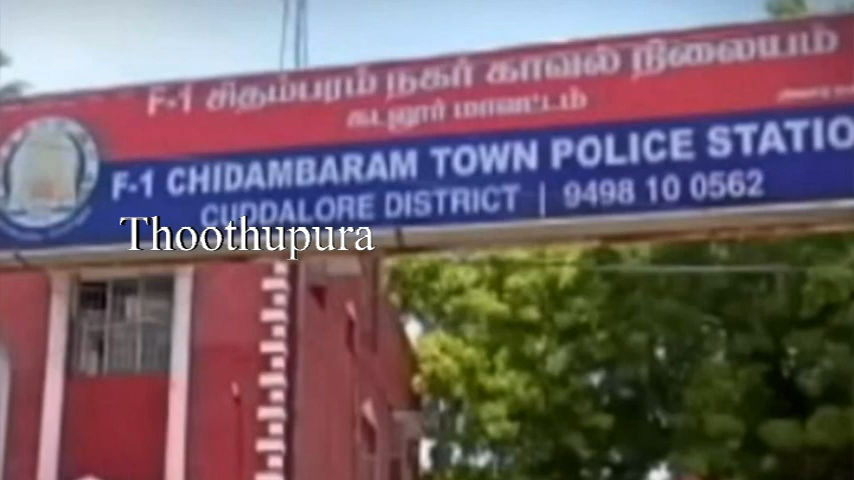 F-1 சிதம்பரம் நகர் காவல் நிலையம்
கடலூர் மாவட்டம்
F-1 CHIDAMBARAM TOWN POLICE STATIO
CUDDALORE DISTRICT | 9498 10 0562
Thoothupura